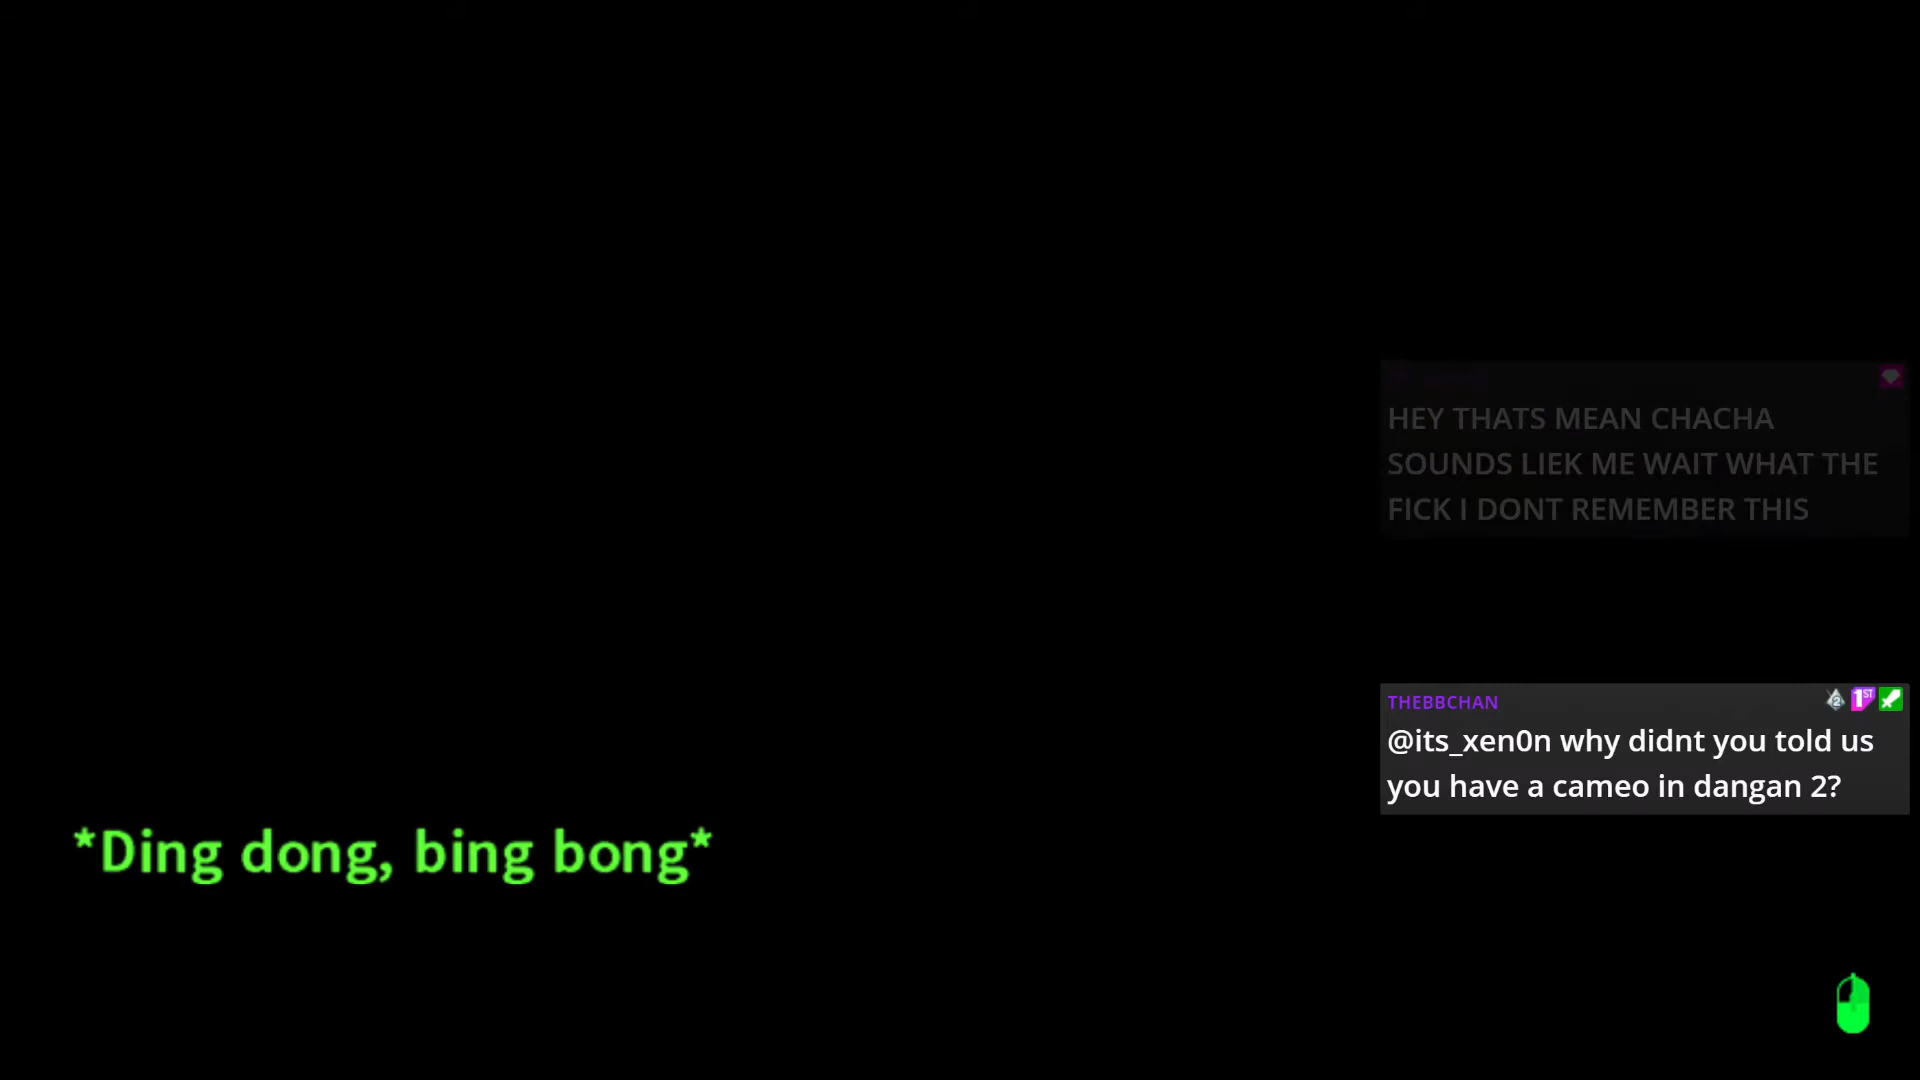 HEY THATS MEAN CHACHA
SOUNDS LIEK ME WAIT WHAT THE
FICK I DONT REMEMBER THIS
THEBBCHAN
@its_xen0n why didnt you told us
you have a cameo in dangan 2?
*Ding dong, bing bong*